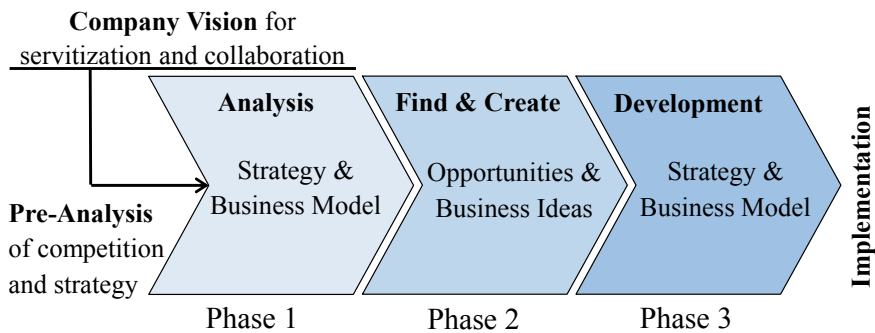 Company Vision for
servitization and collaboration
Pre-Analysis
of competition
and strategy
Analysis
Strategy &
Business Model
Phase 1
Find & Create
Opportunities &
Business Ideas
Phase 2
Development
Strategy &
Business Model
Phase 3
Implementation